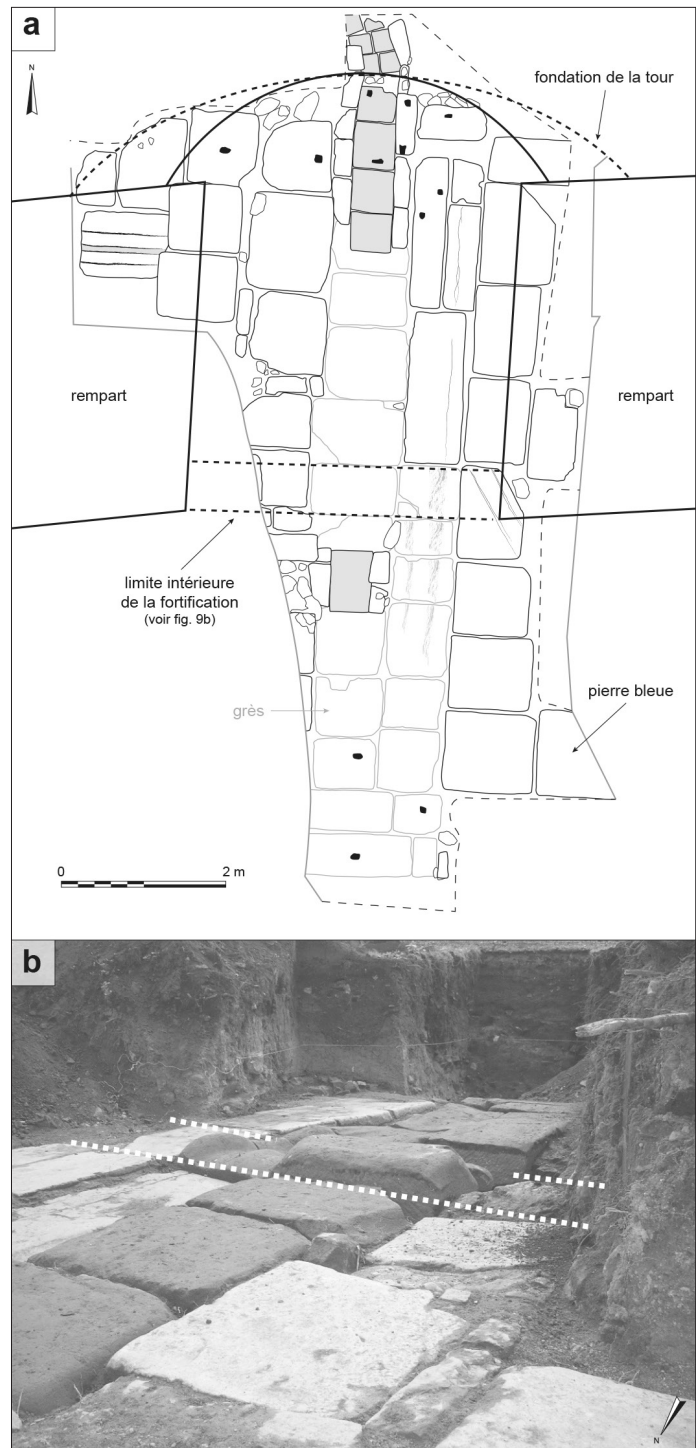 a
N
fondation de la tour
rempart
rempart
limite intérieure
de la fortification
(voir fig. 9b)
grès
pierre bleue
0
2 m
b
N